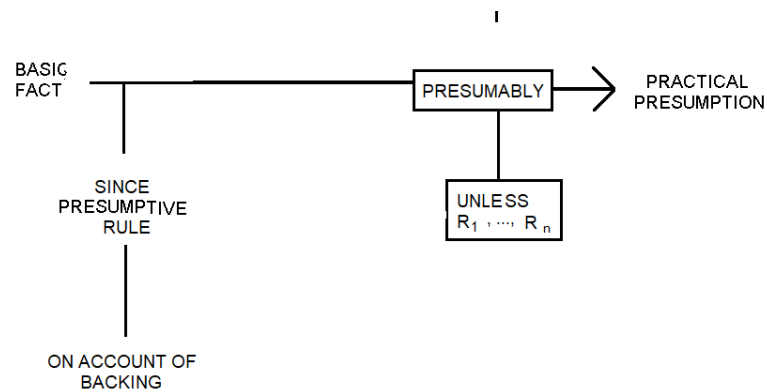 BASIC
FACT
PRESUMABLY
PRACTICAL
PRESUMPTION
SINCE
PRESUMPTIVE
RULE
UNLESS
R1 , ..., Rn
ON ACCOUNT OF
BACKING